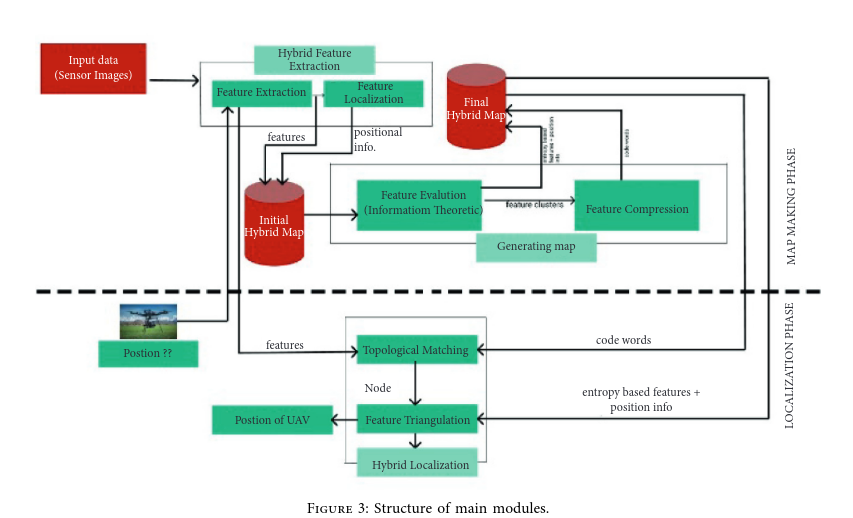 Input data
(Sensor Images)
Hybrid Feature
Extraction
Feature Extraction
Feature
Localization
features
positional
info.
Final
Hybrid Map
entropy based
features + position
info
code words
Initial
Hybrid Map
Feature Evalution
(Informatiom Theoretic)
feature clusters
Feature Compression
Generating map
MAP MAKING PHASE
Postion ??
features
Topological Matching
code words
Node
entropy based features +
position info
Postion of UAV
Feature Triangulation
Hybrid Localization
LOCALIZATION PHASE
FIGURE 3: Structure of main modules.